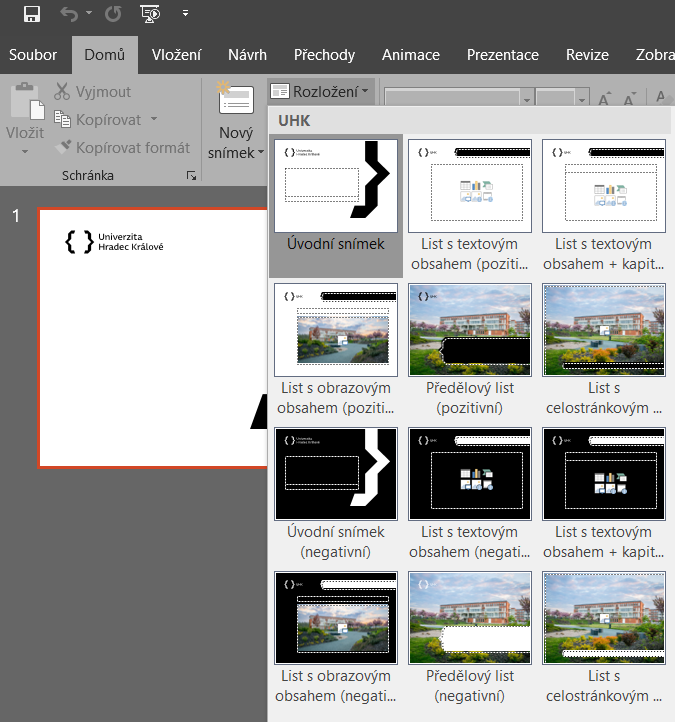 Soubor Domů Vložení Návrh Přechody Animace Prezentace Revize Zobra
Vložit
Vyjmout
Kopírovat
Kopírovat formát
Schránka
Nový
snímek
Rozložení
UHK
Úvodní snímek
List s textovým
obsahem (poziti...
List s textovým
obsahem + kapit...
List s obrazovým
obsahem (poziti...
Předělový list
(pozitivní)
List s
celostránkovým ...
Úvodní snímek
(negativní)
List s textovým
obsahem (negati...
List s textovým
obsahem + kapit...
List s obrazovým
obsahem (negati...
Předělový list
(negativní)
List s
celostránkovým ...
1
Univerzita
Hradec Králové